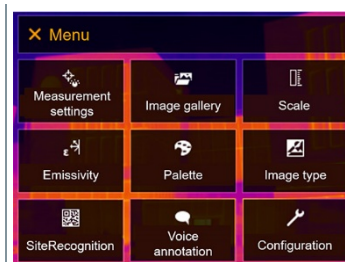 × Menu
Measurement
settings
Image gallery
Scale
ε
Emissivity
Palette
Image type
SiteRecognition
Voice
annotation
Configuration